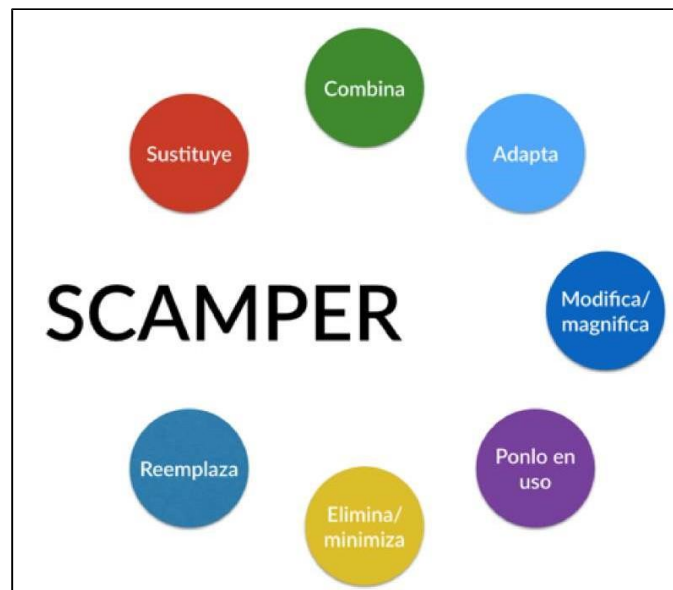 Combina
Sustituye
Adapta
SCAMPER
Modifica/
magnifica
Ponlo en
uso
Elimina/
minimiza
Reemplaza